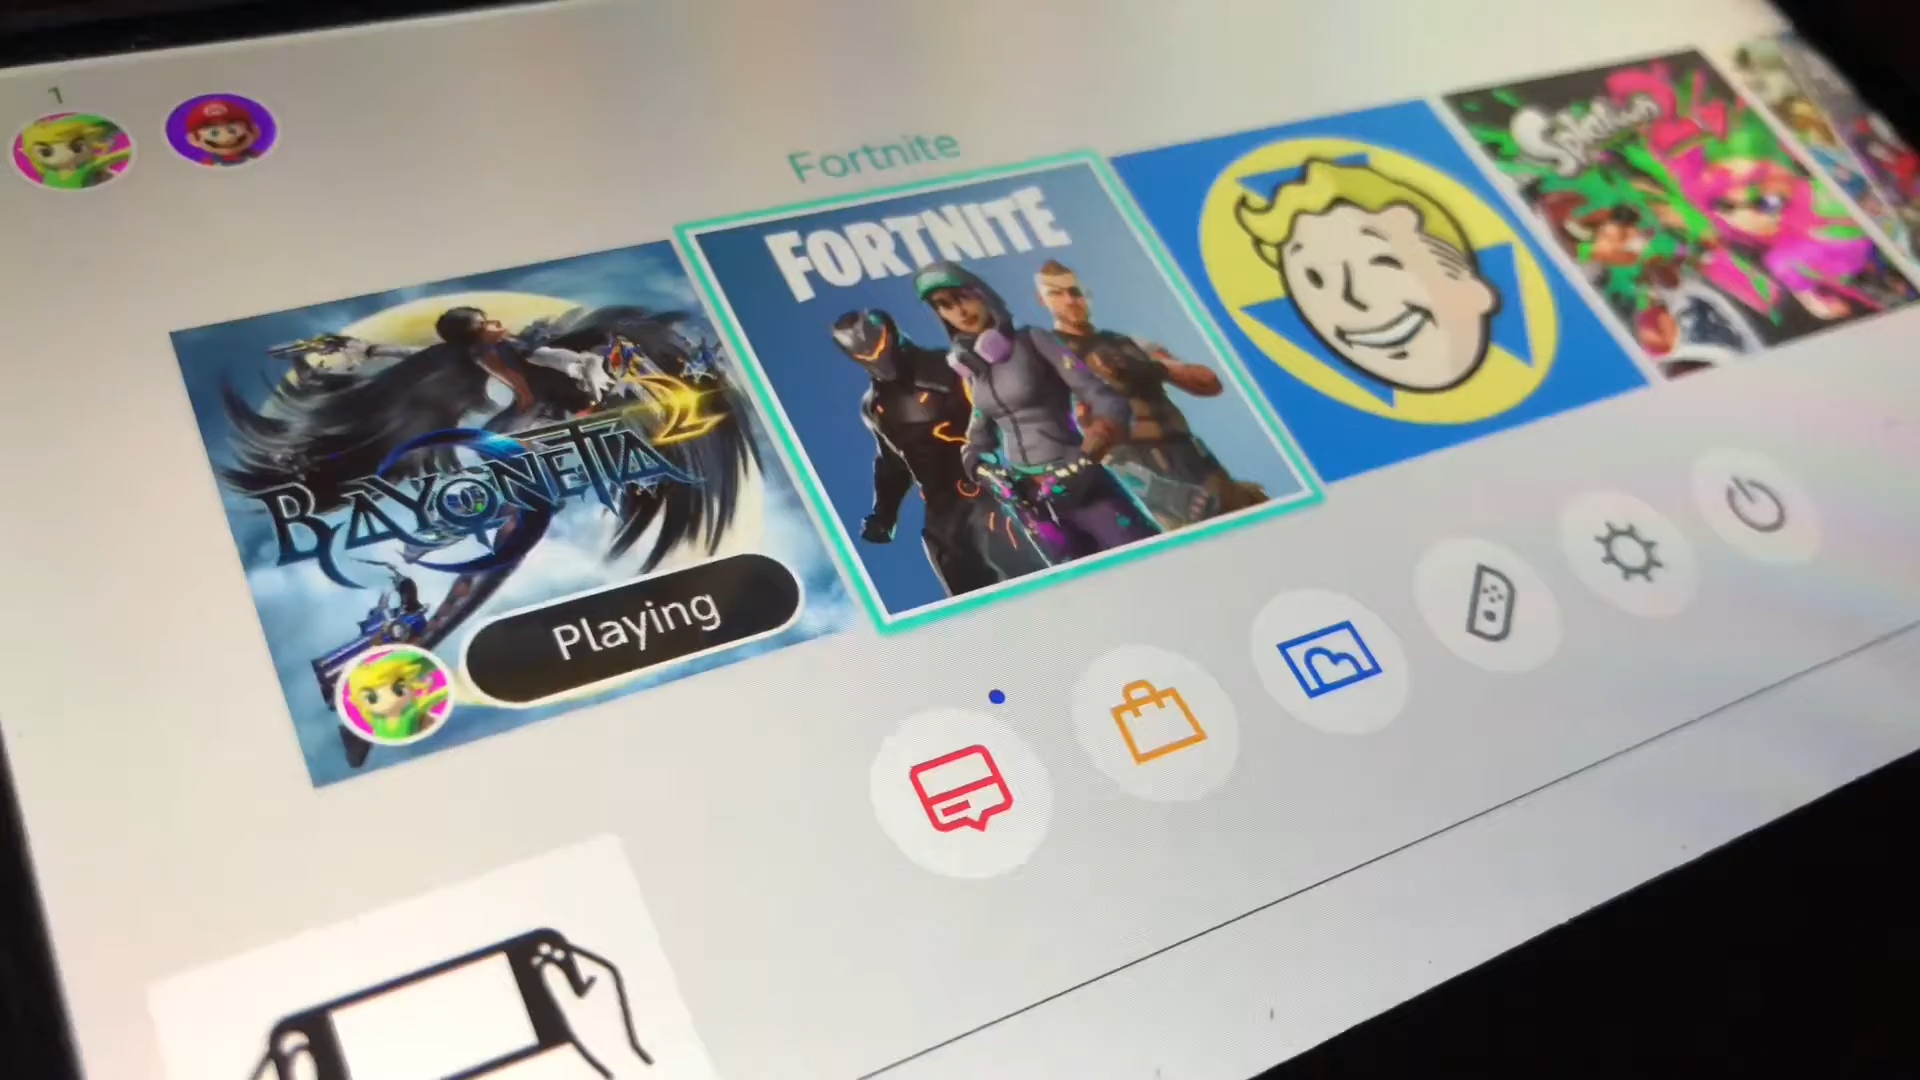 1
Fortnite
FORTNITE
Splatoon 2
BAYONETTA 2
Playing